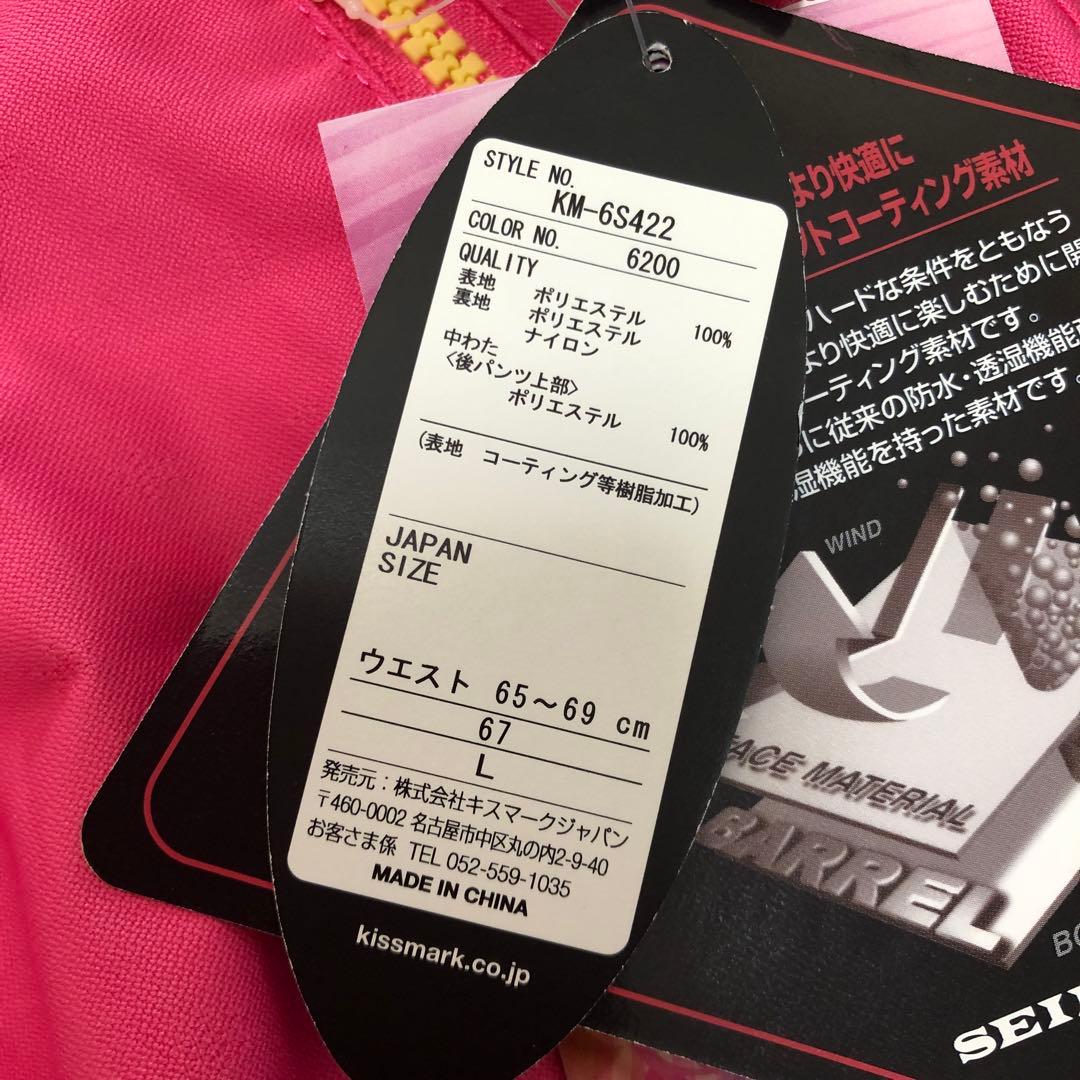 STYLE NO.
KM-6S422
COLOR NO. 6200
QUALITY
表地 ポリエステル 100%
裏地 ポリエステル
ナイロン
中わた
〈後パンツ上部〉
ポリエステル 100%
(表地 コーティング等樹脂加工)
JAPAN
SIZE
ウエスト 65～69 cm
67
L
発売元：株式会社キスマークジャパン
〒460-0002 名古屋市中区丸の内2-9-40
お客さま係 TEL 052-559-1035
MADE IN CHINA
kissmark.co.jp
より快適に
トコーティング素材
ハードな条件をともなう
より快適に楽しむために開
ーティング素材です。
に従来の防水・透湿機能
湿機能を持った素材です。
WIND
FACE MATERIAL
BARREL